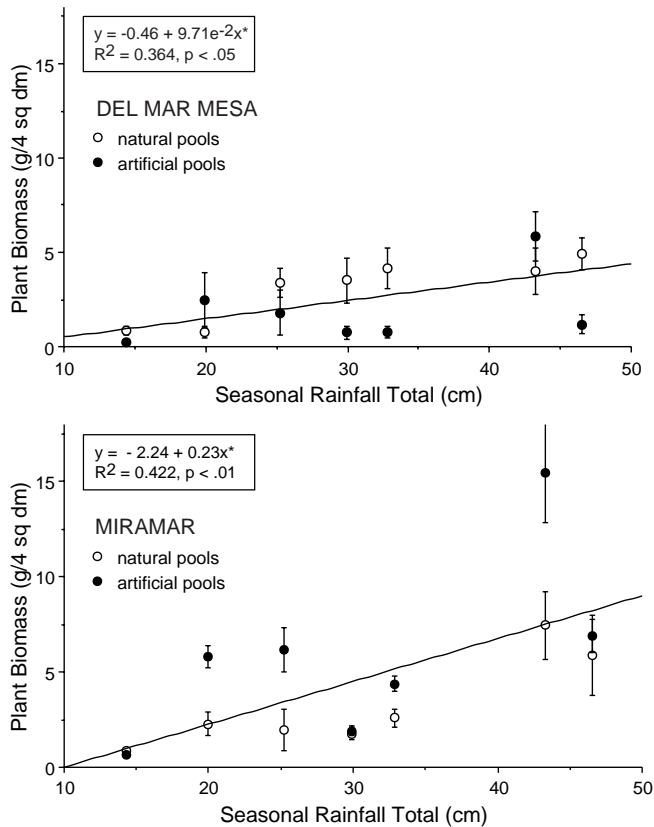 y = -0.46 + 9.71e-2x*
R2 = 0.364, p < .05
DEL MAR MESA
natural pools
artificial pools
Plant Biomass (g/4 sq dm)
15
10
5
0
10 20 30 40 50
Seasonal Rainfall Total (cm)
y = - 2.24 + 0.23x*
R2 = 0.422, p < .01
MIRAMAR
natural pools
artificial pools
Plant Biomass (g/4 sq dm)
15
10
5
0
10 20 30 40 50
Seasonal Rainfall Total (cm)